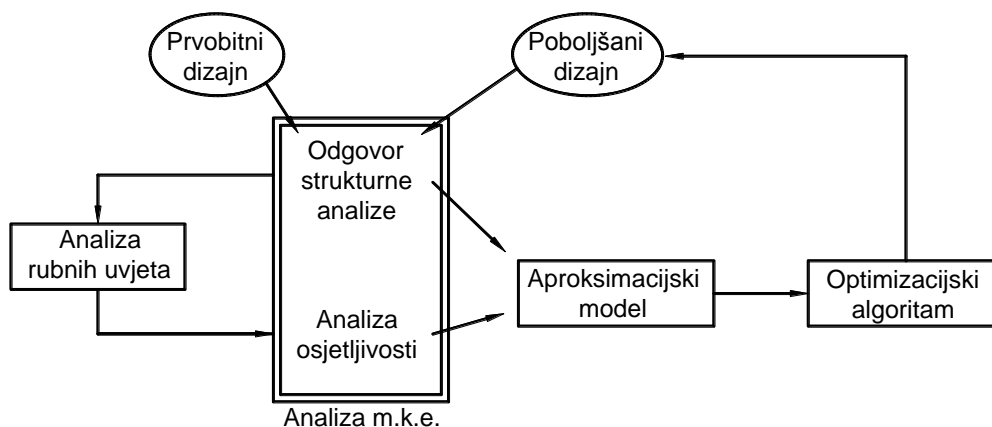 Prvobitni
dizajn
Poboljšani
dizajn
Odgovor
strukturne
analize
Analiza
rubnih uvjeta
Aproksimacijski
model
Optimizacijski
algoritam
Analiza
osjetljivosti
Analiza m.k.e.